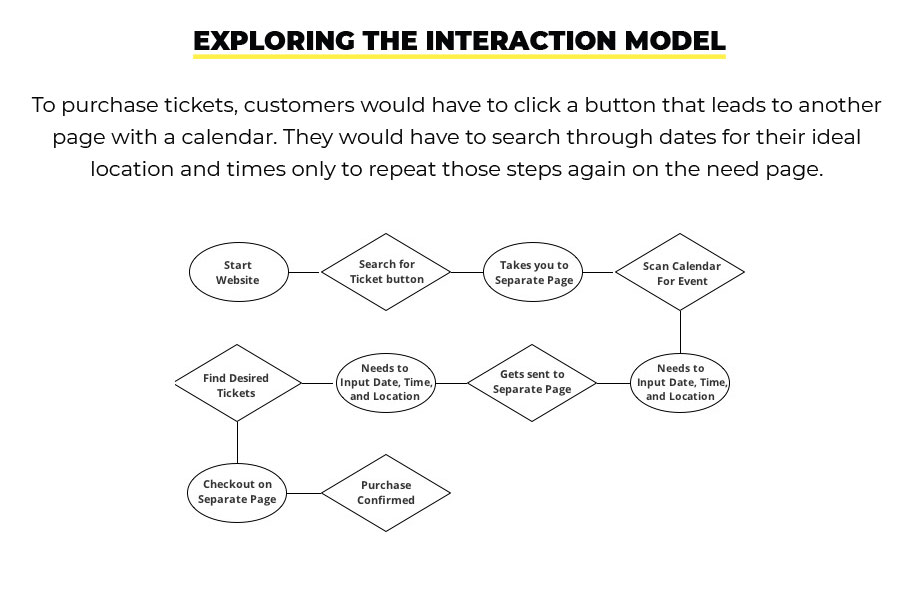 EXPLORING THE INTERACTION MODEL
To purchase tickets, customers would have to click a button that leads to another
page with a calendar. They would have to search through dates for their ideal
location and times only to repeat those steps again on the need page.
Start
Website
Search for
Ticket button
Takes you to
Separate Page
Scan Calendar
For Event
Find Desired
Tickets
Needs to
Input Date, Time,
and Location
Gets sent to
Separate Page
Needs to
Input Date, Time,
and Location
Checkout on
Separate Page
Purchase
Confirmed